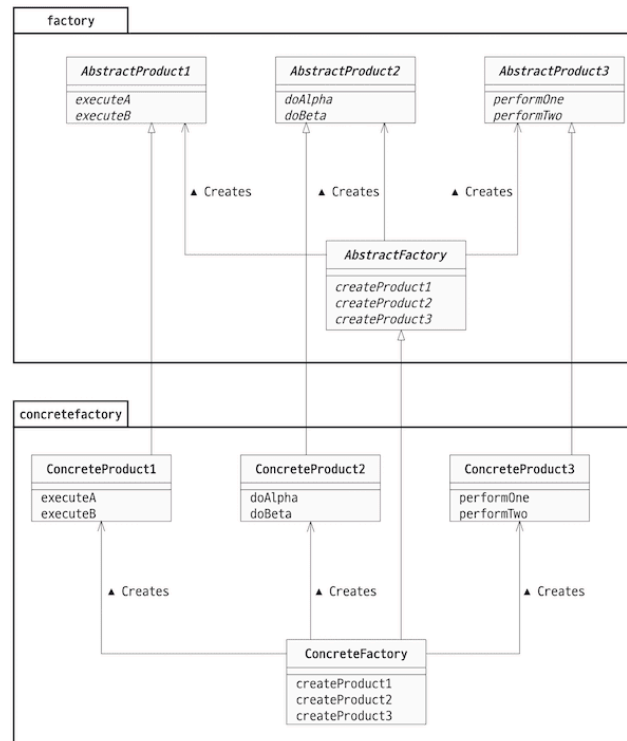 factory
AbstractProduct1
executeA
executeB
AbstractProduct2
doAlpha
doBeta
AbstractProduct3
performOne
performTwo
▲ Creates
▲ Creates
▲ Creates
AbstractFactory
createProduct1
createProduct2
createProduct3
concretefactory
ConcreteProduct1
executeA
executeB
ConcreteProduct2
doAlpha
doBeta
ConcreteProduct3
performOne
performTwo
▲ Creates
▲ Creates
▲ Creates
ConcreteFactory
createProduct1
createProduct2
createProduct3